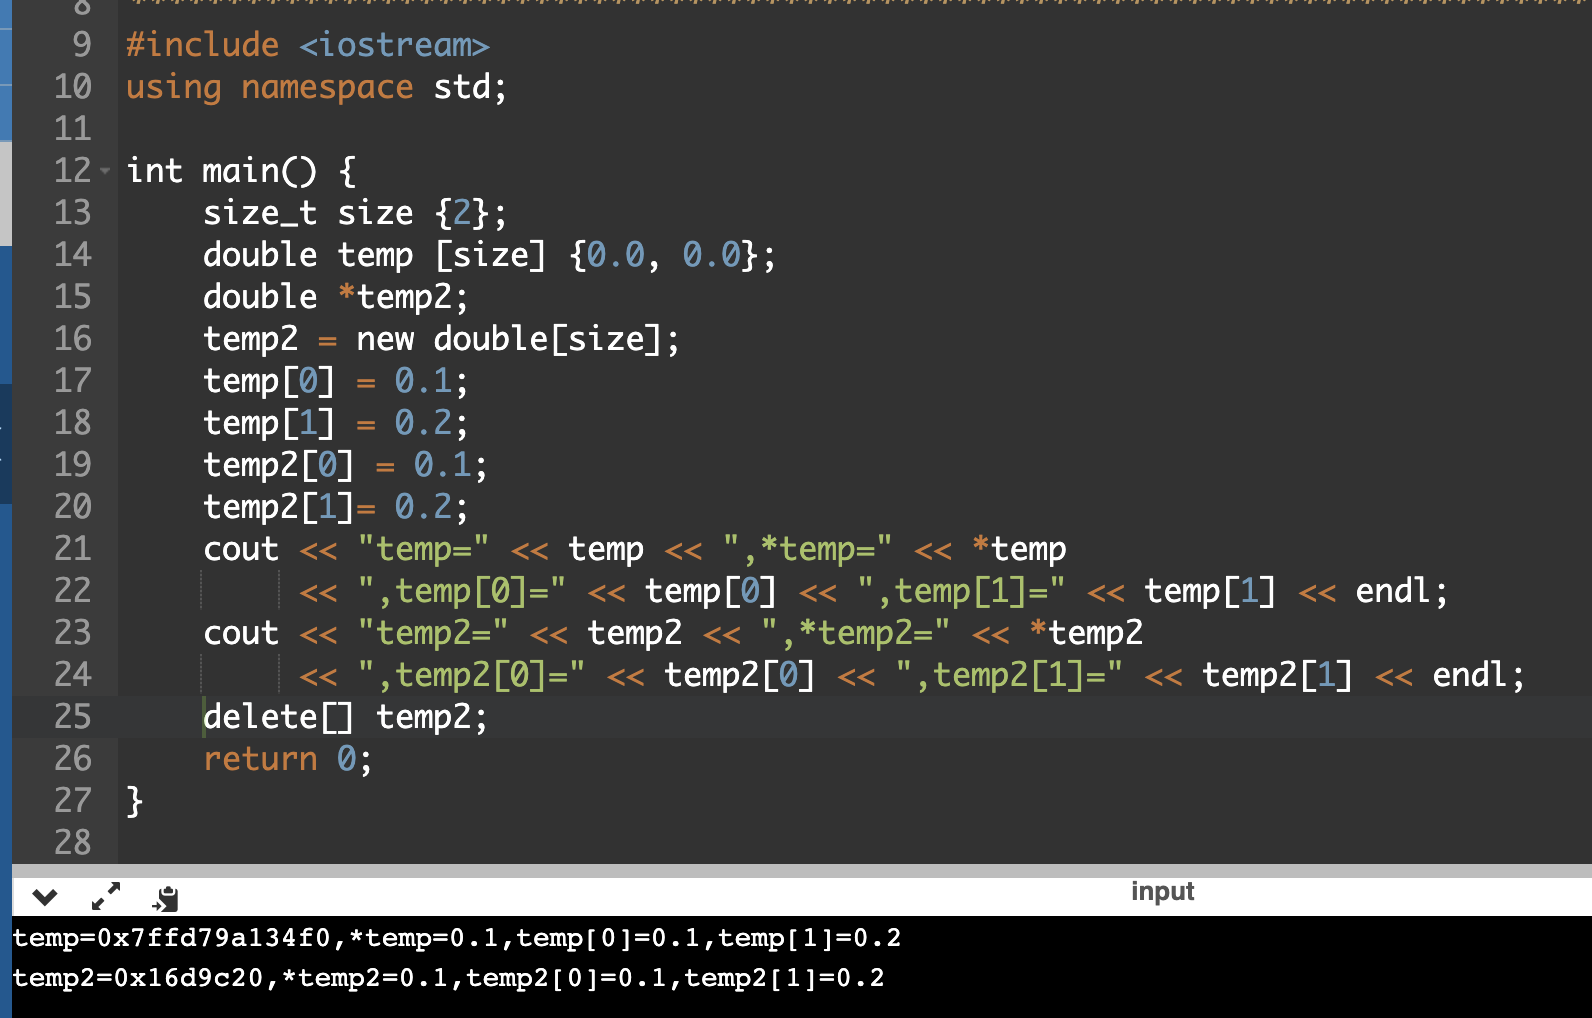 8
9 #include <iostream>
10 using namespace std;
11
12 int main() {
13     size_t size {2};
14     double temp [size] {0.0, 0.0};
15     double *temp2;
16     temp2 = new double[size];
17     temp[0] = 0.1;
18     temp[1] = 0.2;
19     temp2[0] = 0.1;
20     temp2[1]= 0.2;
21     cout << "temp=" << temp << ",*temp=" << *temp
22          << ",temp[0]=" << temp[0] << ",temp[1]=" << temp[1] << endl;
23     cout << "temp2=" << temp2 << ",*temp2=" << *temp2
24          << ",temp2[0]=" << temp2[0] << ",temp2[1]=" << temp2[1] << endl;
25     delete[] temp2;
26     return 0;
27 }
28
input
temp=0x7ffd79a134f0,*temp=0.1,temp[0]=0.1,temp[1]=0.2
temp2=0x16d9c20,*temp2=0.1,temp2[0]=0.1,temp2[1]=0.2